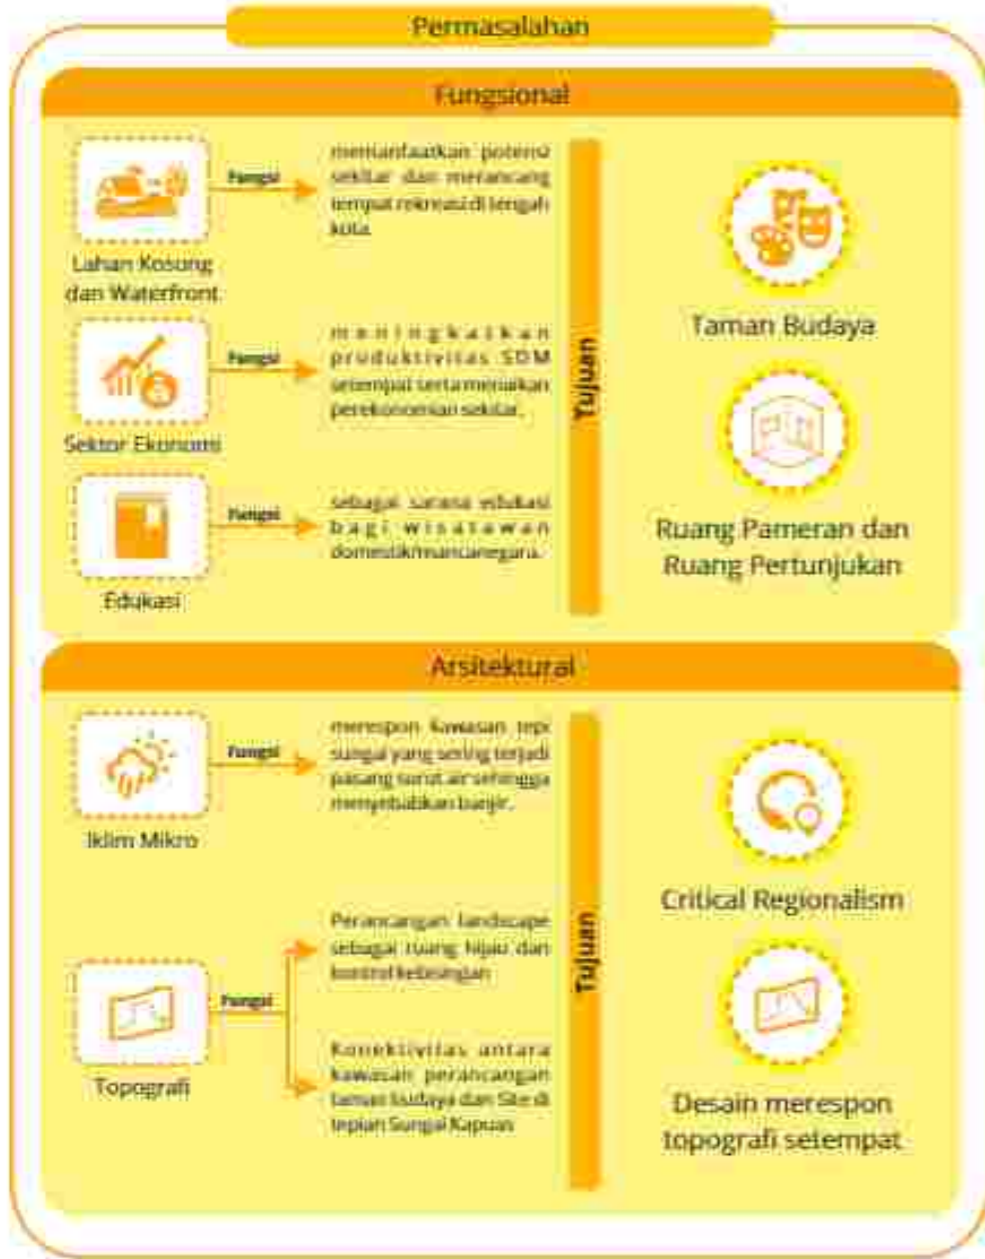 Permasalahan
Fungsional
Lahan Kosong
dan Waterfront
Fungsi
memanfaatkan potensi
sekitar dan merancang
tempat rekreasi di tengah
kota.
Sektor Ekonomi
Fungsi
meningkatkan
produktivitas SDM
setempat serta menaikan
perekonomian sekitar.
Edukasi
Fungsi
sebagai sarana edukasi
bagi wisatawan
domestik/mancanegara.
Tujuan
Taman Budaya
Ruang Pameran dan
Ruang Pertunjukan
Arsitektural
Iklim Mikro
Fungsi
merespon kawasan tepi
sungai yang sering terjadi
pasang surut air sehingga
menyebabkan banjir.
Topografi
Fungsi
Perancangan landscape
sebagai ruang hijau dan
kontrol kebisingan
Konektivitas antara
kawasan perancangan
taman budaya dan Site di
tepian Sungai Kapuas
Tujuan
Critical Regionalism
Desain merespon
topografi setempat